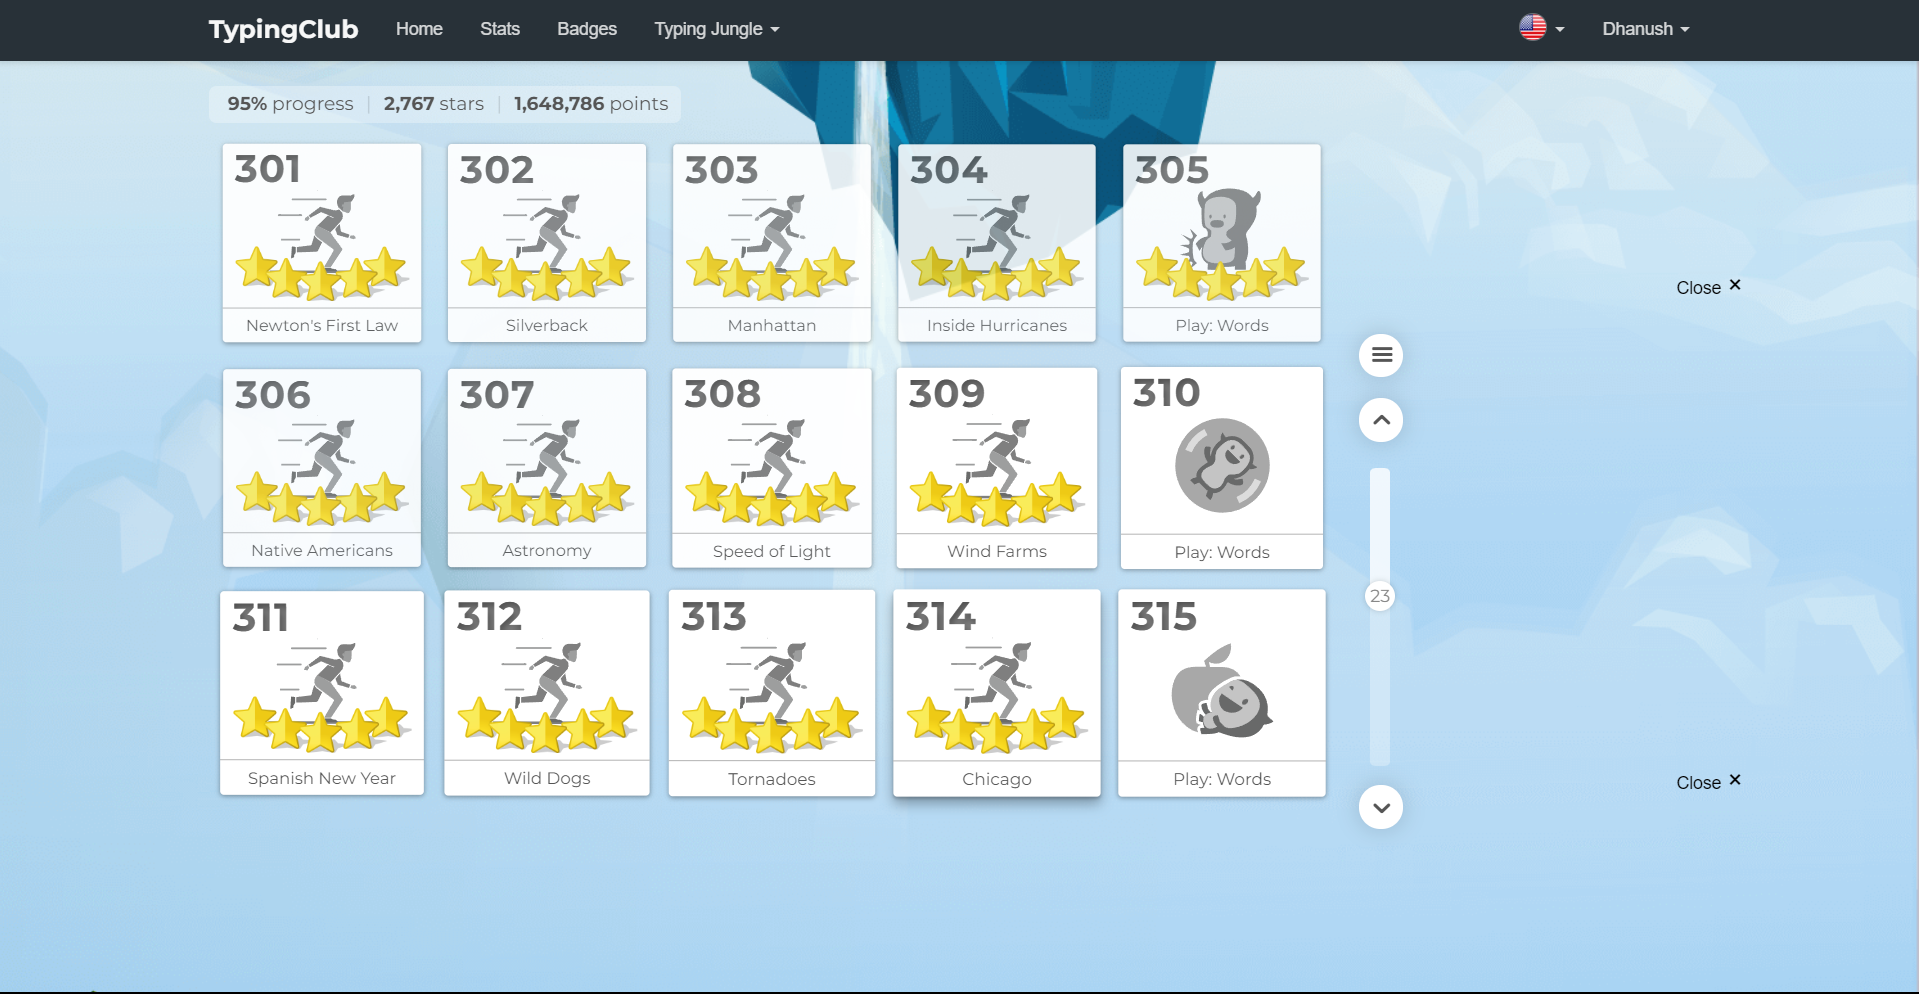 TypingClub Home Stats Badges Typing Jungle Dhanush
95% progress 2,767 stars 1,648,786 points
301 302 303 304 305
Newton's First Law Silverback Manhattan Inside Hurricanes Play: Words
Close ✕
306 307 308 309 310
Native Americans Astronomy Speed of Light Wind Farms Play: Words
23
311 312 313 314 315
Spanish New Year Wild Dogs Tornadoes Chicago Play: Words
Close ✕